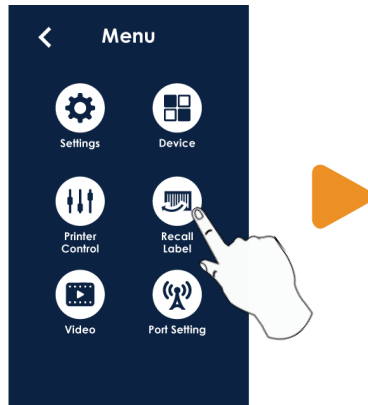 Menu
Settings
Device
Printer
Control
Recall
Label
Video
Port Setting